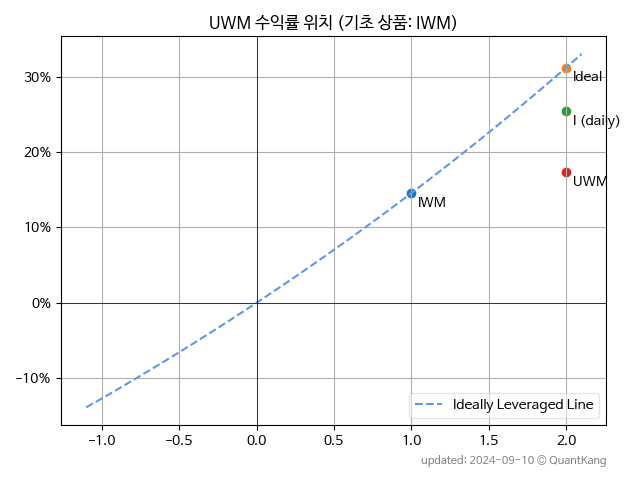 UWM 수익률 위치 (기초 상품: IWM)
30%
20%
10%
0%
−10%
Ideal
I (daily)
UWM
IWM
Ideally Leveraged Line
−1.0 −0.5 0.0 0.5 1.0 1.5 2.0
updated: 2024-09-10 © QuantKang